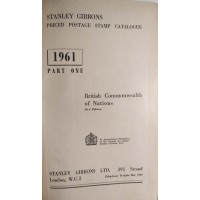 STANLEY GIBBONS
PRICED POSTAGE STAMP CATALOGUE
1961
PART ONE
British Commonwealth
of Nations
STANLEY GIBBONS LTD. 391 Strand
London, W.C.2